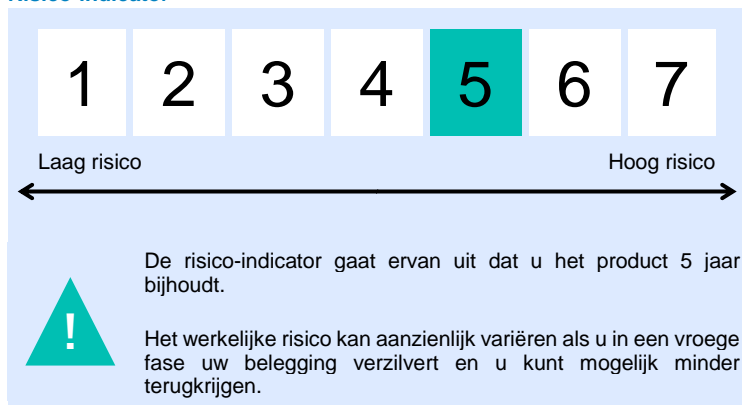 1 2 3 4 5 6 7
Laag risico Hoog risico
De risico-indicator gaat ervan uit dat u het product 5 jaar
bijhoudt.
!
Het werkelijke risico kan aanzienlijk variëren als u in een vroege
fase uw belegging verzilvert en u kunt mogelijk minder
terugkrijgen.